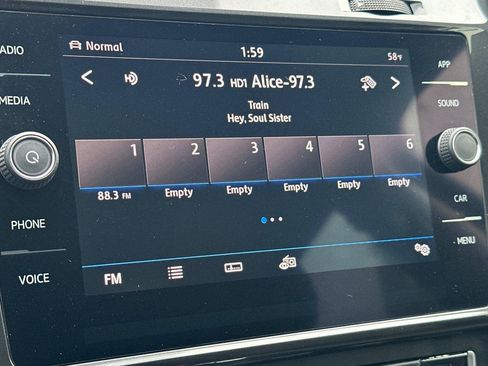 RADIO
MEDIA
PHONE
VOICE
Normal
1:59
58°F
97.3 HD1 Alice~97.3
Train
Hey, Soul Sister
1 2 3 4 5 6
88.3 FM Empty Empty Empty Empty Empty
FM
APP
SOUND
CAR
MENU